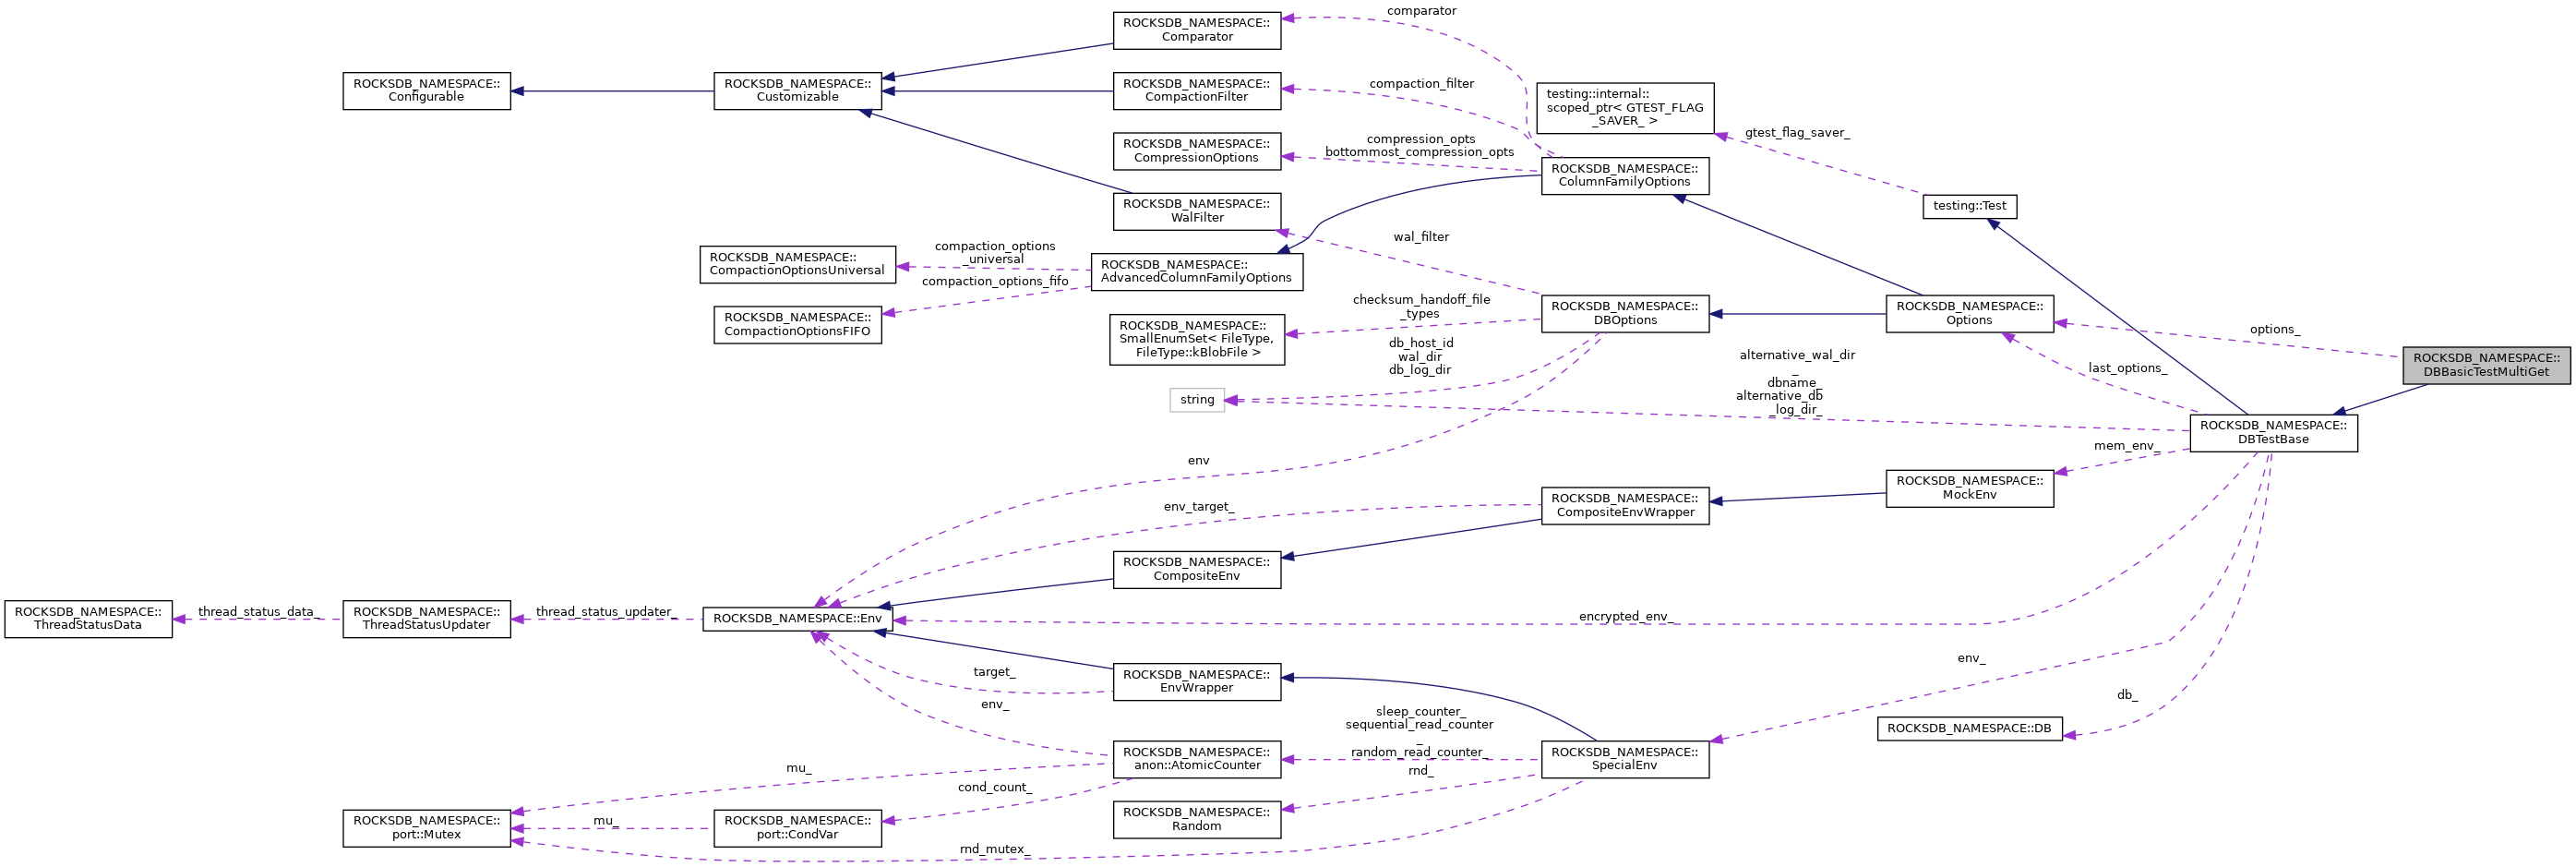 comparator
ROCKSDB_NAMESPACE::
Comparator
ROCKSDB_NAMESPACE::
Configurable
ROCKSDB_NAMESPACE::
Customizable
ROCKSDB_NAMESPACE::
CompactionFilter
compaction_filter
testing::internal::
scoped_ptr< GTEST_FLAG
_SAVER_ >
gtest_flag_saver_
ROCKSDB_NAMESPACE::
CompressionOptions
compression_opts
bottommost_compression_opts
ROCKSDB_NAMESPACE::
ColumnFamilyOptions
ROCKSDB_NAMESPACE::
WalFilter
testing::Test
wal_filter
ROCKSDB_NAMESPACE::
CompactionOptionsUniversal
compaction_options
_universal
compaction_options_fifo
ROCKSDB_NAMESPACE::
AdvancedColumnFamilyOptions
ROCKSDB_NAMESPACE::
CompactionOptionsFIFO
ROCKSDB_NAMESPACE::
SmallEnumSet< FileType,
FileType::kBlobFile >
checksum_handoff_file
_types
ROCKSDB_NAMESPACE::
DBOptions
ROCKSDB_NAMESPACE::
Options
options_
ROCKSDB_NAMESPACE::
DBBasicTestMultiGet
db_host_id
wal_dir
db_log_dir
string
alternative_wal_dir
_
dbname_
alternative_db
_log_dir_
last_options_
ROCKSDB_NAMESPACE::
DBTestBase
mem_env_
env
env_target_
ROCKSDB_NAMESPACE::
CompositeEnvWrapper
ROCKSDB_NAMESPACE::
MockEnv
ROCKSDB_NAMESPACE::
CompositeEnv
ROCKSDB_NAMESPACE::
ThreadStatusData
thread_status_data_
ROCKSDB_NAMESPACE::
ThreadStatusUpdater
thread_status_updater_
ROCKSDB_NAMESPACE::Env
encrypted_env_
target_
env_
ROCKSDB_NAMESPACE::
EnvWrapper
env_
db_
ROCKSDB_NAMESPACE::DB
sleep_counter_
sequential_read_counter
_
random_read_counter_
rnd_
ROCKSDB_NAMESPACE::
SpecialEnv
ROCKSDB_NAMESPACE::
anon::AtomicCounter
mu_
cond_count_
ROCKSDB_NAMESPACE::
port::Mutex
mu_
ROCKSDB_NAMESPACE::
port::CondVar
ROCKSDB_NAMESPACE::
Random
rnd_mutex_